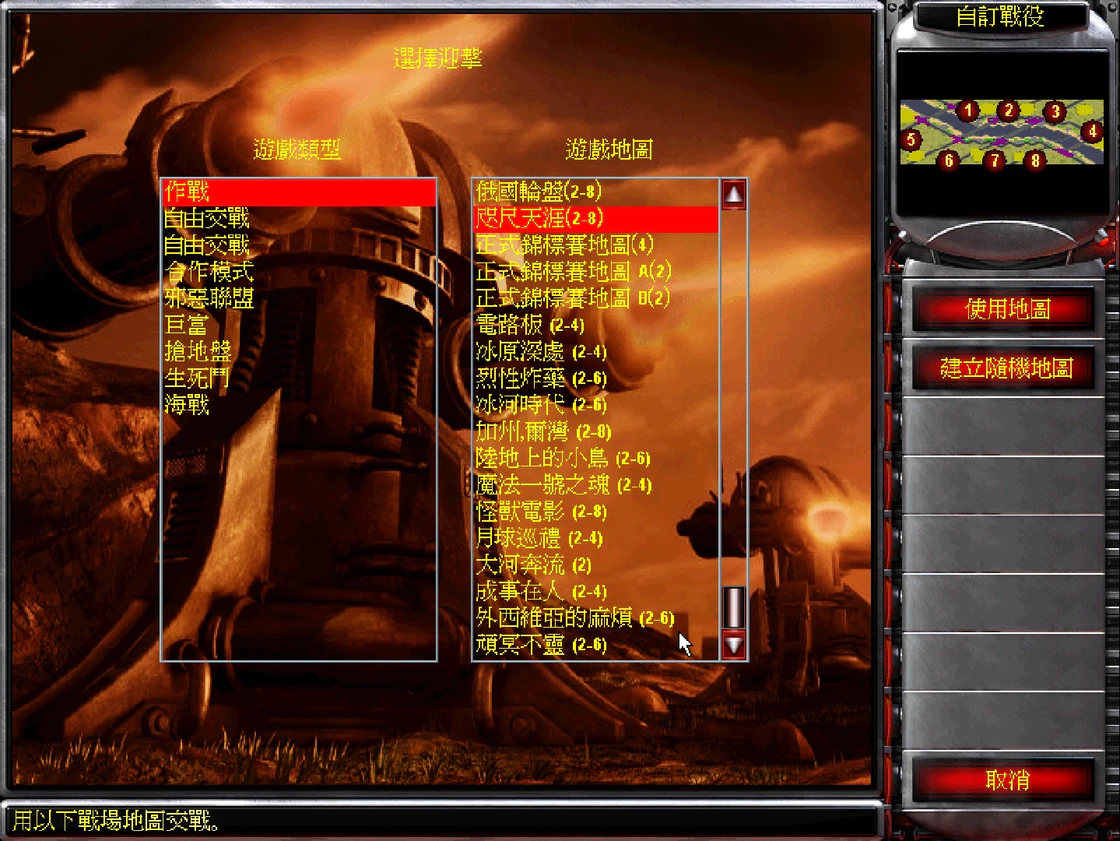 選擇迎擊
遊戲類型
作戰
自由交戰
自由交戰
合作模式
邪惡聯盟
巨富
搶地盤
生死鬥
海戰
遊戲地圖
俄國輪盤(2-8)
咫尺天涯(2-8)
正式錦標賽地圖(4)
正式錦標賽地圖 A(2)
正式錦標賽地圖 B(2)
電路板 (2-4)
冰原深處 (2-4)
烈性炸藥 (2-6)
冰河時代 (2-6)
加州,爾灣 (2-8)
陸地上的小島 (2-6)
魔法一號之魂 (2-4)
怪獸電影 (2-8)
月球巡禮 (2-4)
大河奔流 (2)
成事在人 (2-4)
外西維亞的麻煩 (2-6)
頑冥不靈 (2-6)
自訂戰役
1 2 3
5 4
6 7 8
使用地圖
建立隨機地圖
取消
用以下戰場地圖交戰。